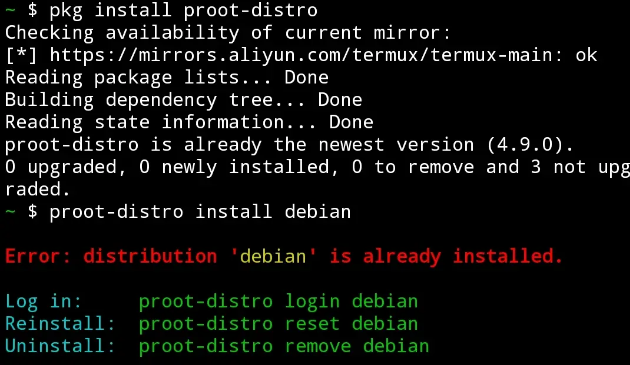 ~ $ pkg install proot-distro
Checking availability of current mirror:
[*] https://mirrors.aliyun.com/termux/termux-main: ok
Reading package lists... Done
Building dependency tree... Done
Reading state information... Done
proot-distro is already the newest version (4.9.0).
0 upgraded, 0 newly installed, 0 to remove and 3 not upg
raded.
~ $ proot-distro install debian
Error: distribution 'debian' is already installed.
Log in:     proot-distro login debian
Reinstall:  proot-distro reset debian
Uninstall:  proot-distro remove debian